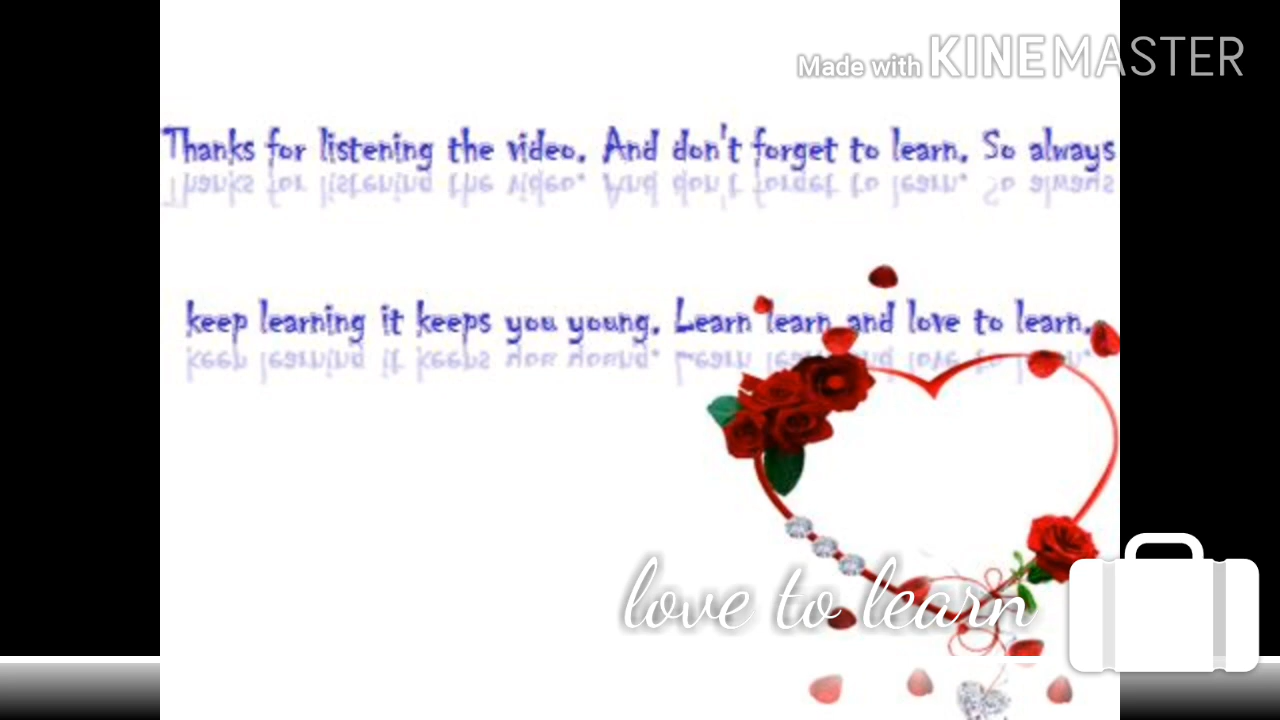 Made with KINEMASTER
Thanks for listening the video. And don't forget to learn. So always
keep learning it keeps you young. Learn learn and love to learn.
love to learn